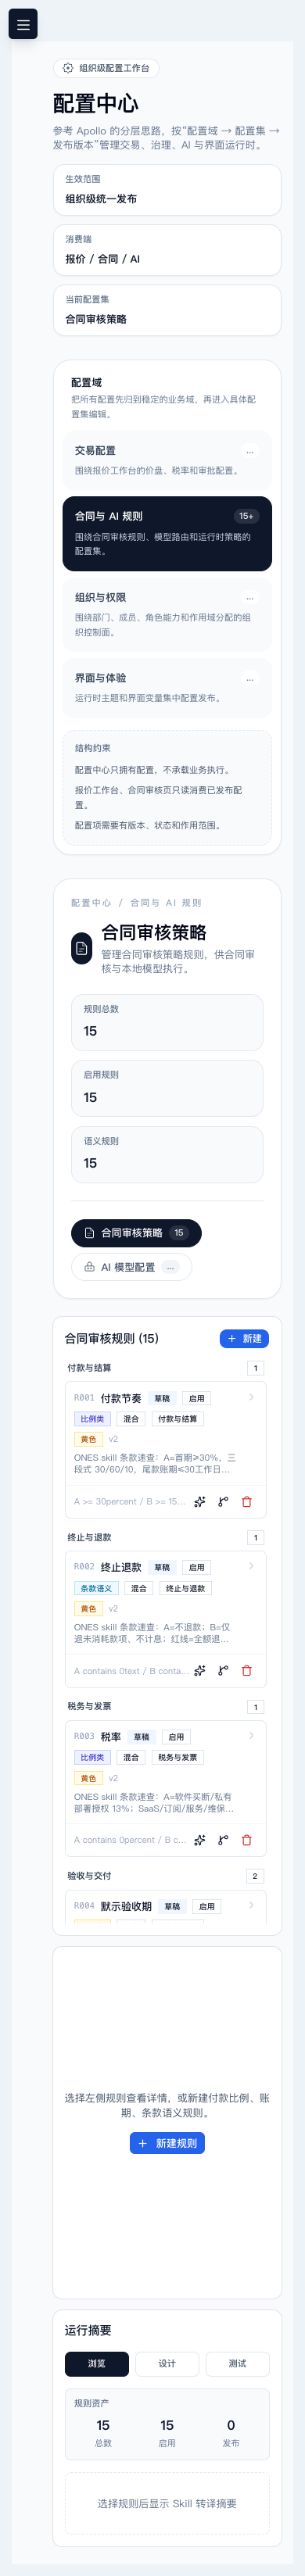 组织级配置工作台
配置中心
参考 Apollo 的分层思路，按“配置域 → 配置集 →
发布版本”管理交易、治理、AI 与界面运行时。
生效范围
组织级统一发布
消费端
报价 / 合同 / AI
当前配置集
合同审核策略
配置域
把所有配置先归到稳定的业务域，再进入具体配
置集编辑。
交易配置
...
围绕报价工作台的价盘、税率和审批配置。
合同与 AI 规则
15+
围绕合同审核规则、模型路由和运行时策略的
配置集。
组织与权限
...
围绕部门、成员、角色能力和作用域分配的组
织控制面。
界面与体验
...
运行时主题和界面变量集中配置发布。
结构约束
配置中心只拥有配置，不承载业务执行。
报价工作台、合同审核页只读消费已发布配
置。
配置项需要有版本、状态和作用范围。
配置中心 / 合同与 AI 规则
合同审核策略
管理合同审核策略规则，供合同审
核与本地模型执行。
规则总数
15
启用规则
15
语义规则
15
合同审核策略 15
AI 模型配置 ...
合同审核规则 (15)
新建
付款与结算
1
R001 付款节奏 草稿 启用
比例类 混合 付款与结算
黄色 v2
ONES skill 条款速查：A=首期≥30%，三
段式 30/60/10，尾款账期≤30工作日…
A >= 30percent / B >= 15…
终止与退款
1
R002 终止退款 草稿 启用
条款语义 混合 终止与退款
黄色 v2
ONES skill 条款速查：A=不退款；B=仅
退未消耗款项、不计息；红线=全额退…
A contains 0text / B conta…
税务与发票
1
R003 税率 草稿 启用
比例类 混合 税务与发票
黄色 v2
ONES skill 条款速查：A=软件买断/私有
部署授权 13%；SaaS/订阅/服务/维保…
A contains 0percent / B c…
验收与交付
2
R004 默示验收期 草稿 启用
选择左侧规则查看详情，或新建付款比例、账
期、条款语义规则。
新建规则
运行摘要
浏览 设计 测试
规则资产
15 15 0
总数 启用 发布
选择规则后显示 Skill 转译摘要